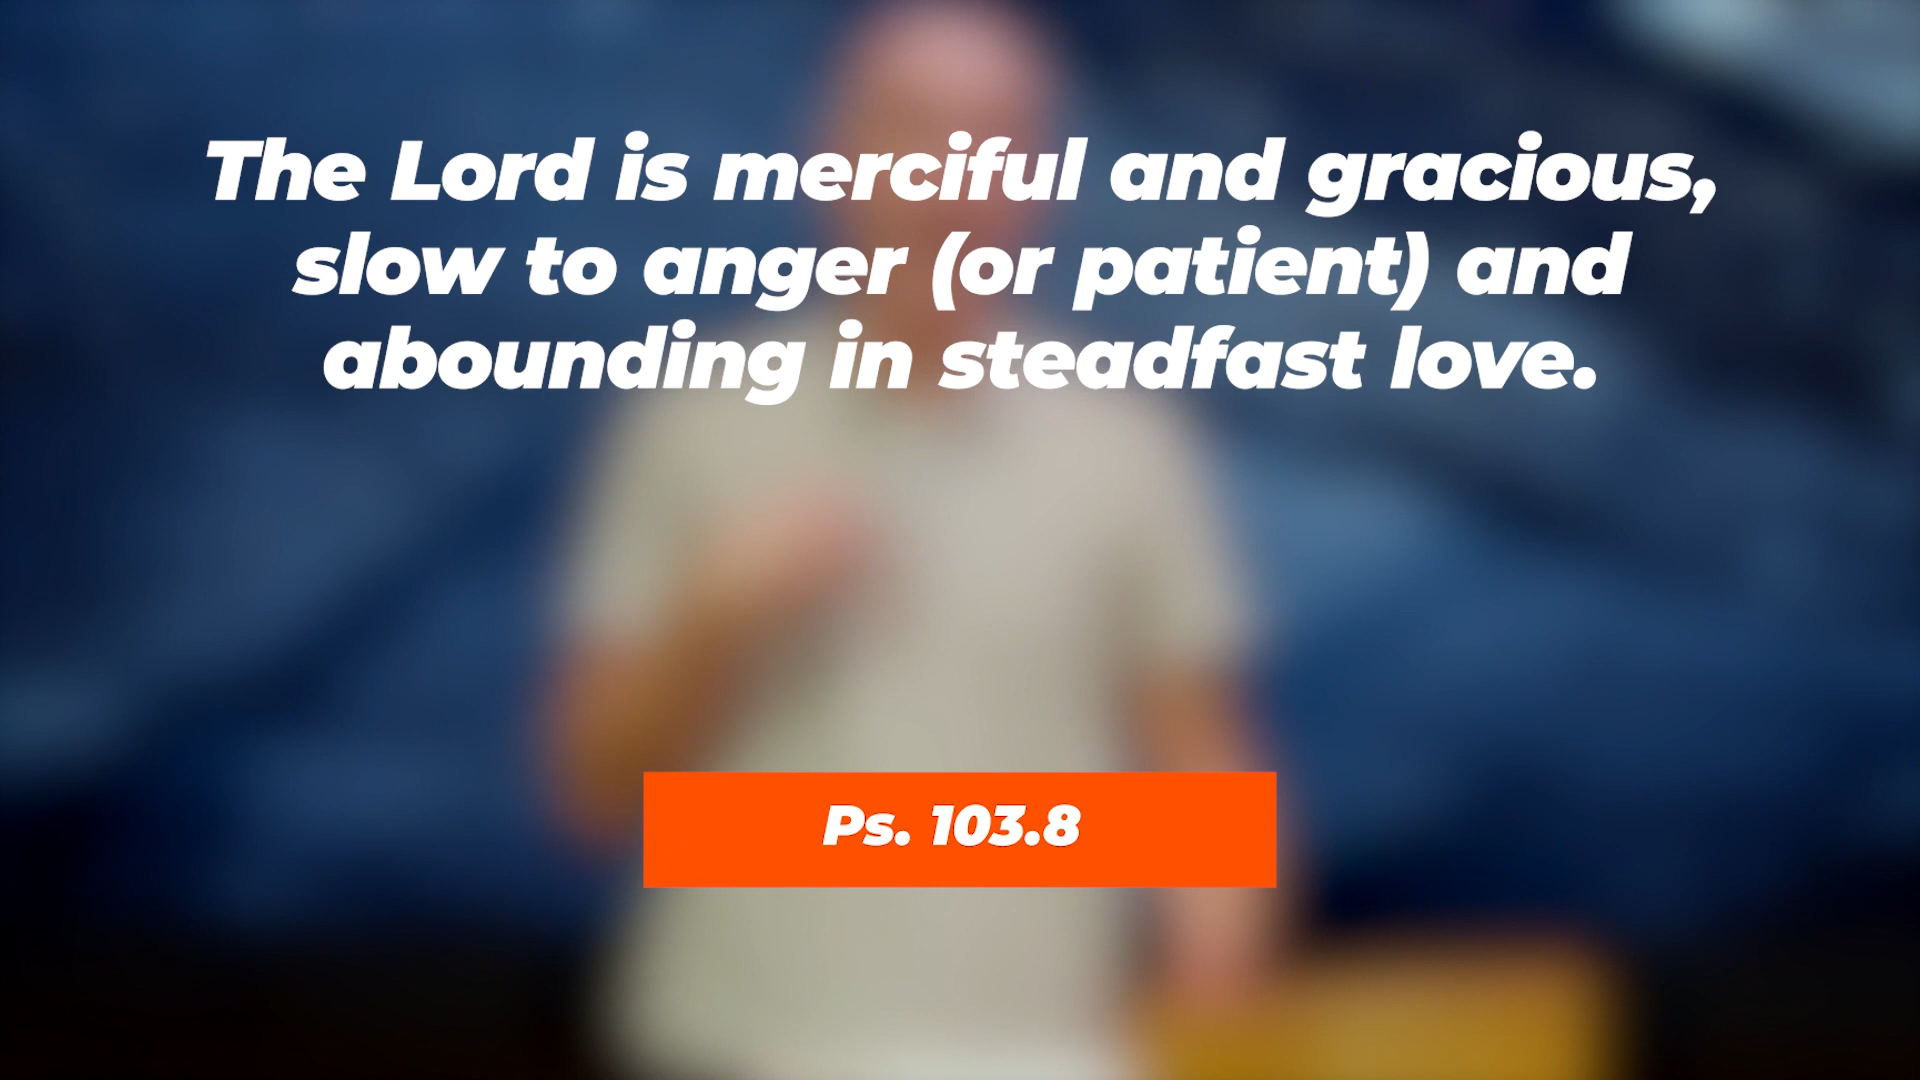 The Lord is merciful and gracious,
slow to anger (or patient) and
abounding in steadfast love.
Ps. 103.8